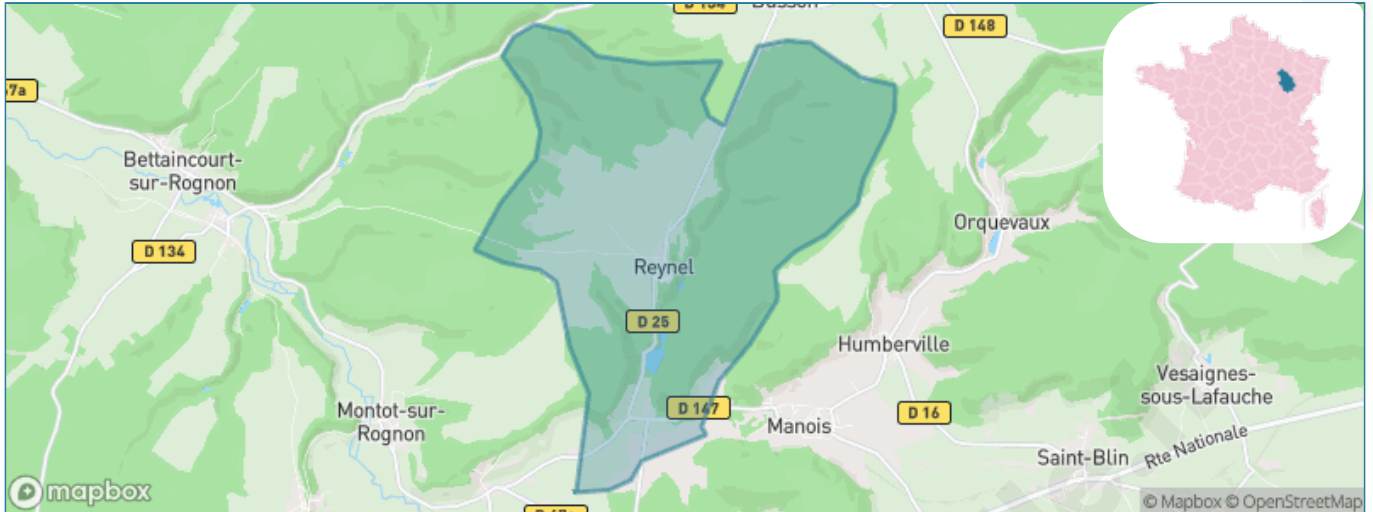 D 148
7a
Bettaincourt-
sur-Rognon
Orquevaux
D 134
Reynel
D 25
Humberville
Vesaignes-
sous-Lafauche
Montot-sur-
Rognon
D 147
D 16
Manois
Saint-Blin
Rte Nationale
mapbox
© Mapbox © OpenStreetMap